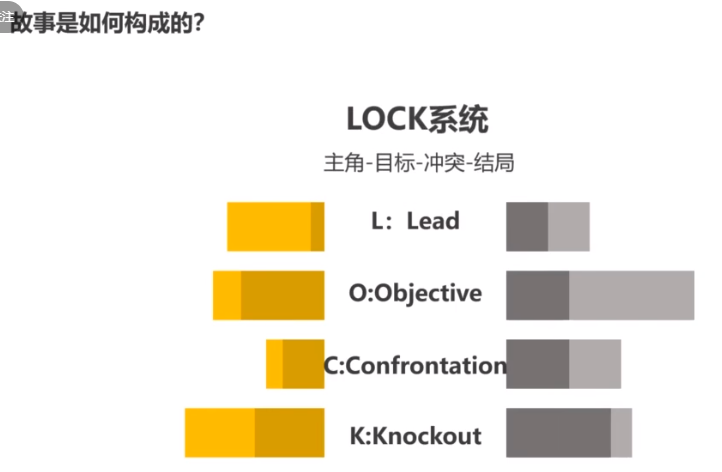 注
故事是如何构成的?
LOCK系统
主角-目标-冲突-结局
L：Lead
O:Objective
C:Confrontation
K:Knockout